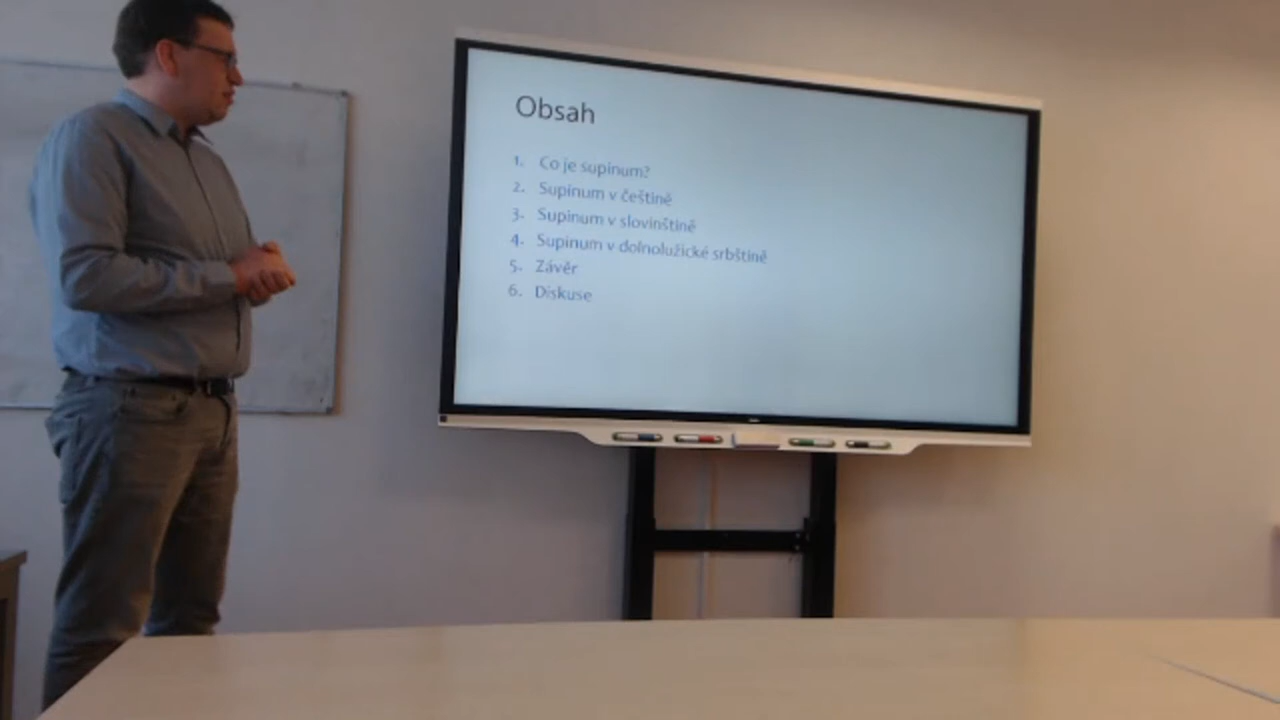 Obsah
1. Co je supinum?
2. Supinum v češtině
3. Supinum v slovinštině
4. Supinum v dolnolužické srbštině
5. Závěr
6. Diskuse